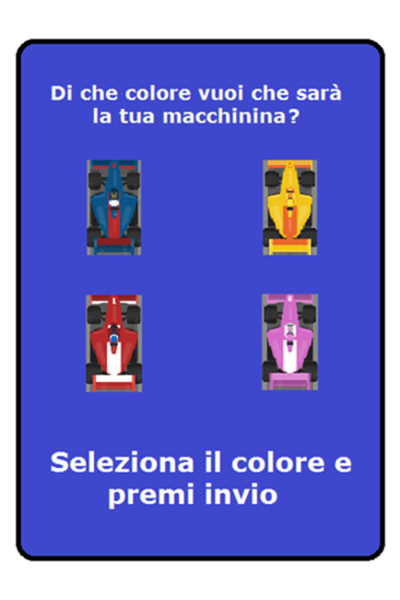 Di che colore vuoi che sarà
la tua macchinina?
Seleziona il colore e
premi invio